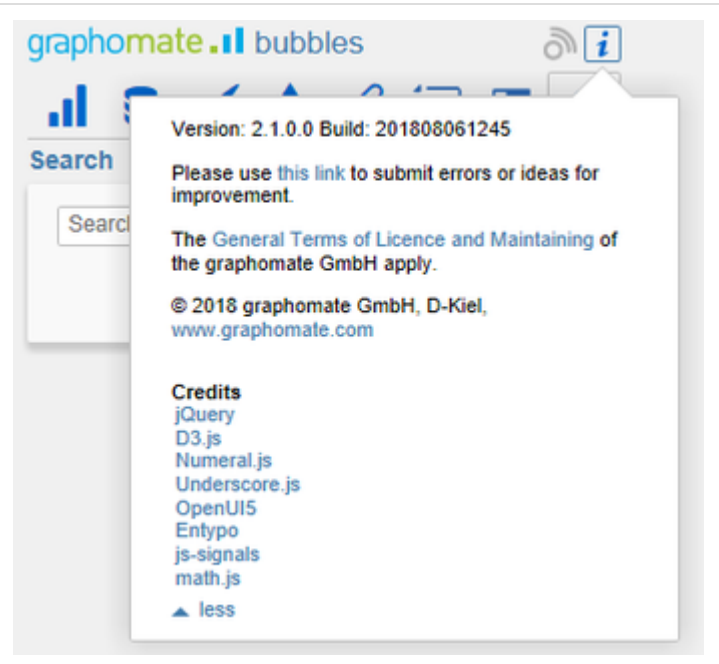 graphomate bubbles
Version: 2.1.0.0 Build: 201808061245
Search
Please use this link to submit errors or ideas for
improvement.
The General Terms of Licence and Maintaining of
the graphomate GmbH apply.
© 2018 graphomate GmbH, D-Kiel,
www.graphomate.com
Credits
jQuery
D3.js
Numeral.js
Underscore.js
OpenUI5
Entypo
js-signals
math.js
less